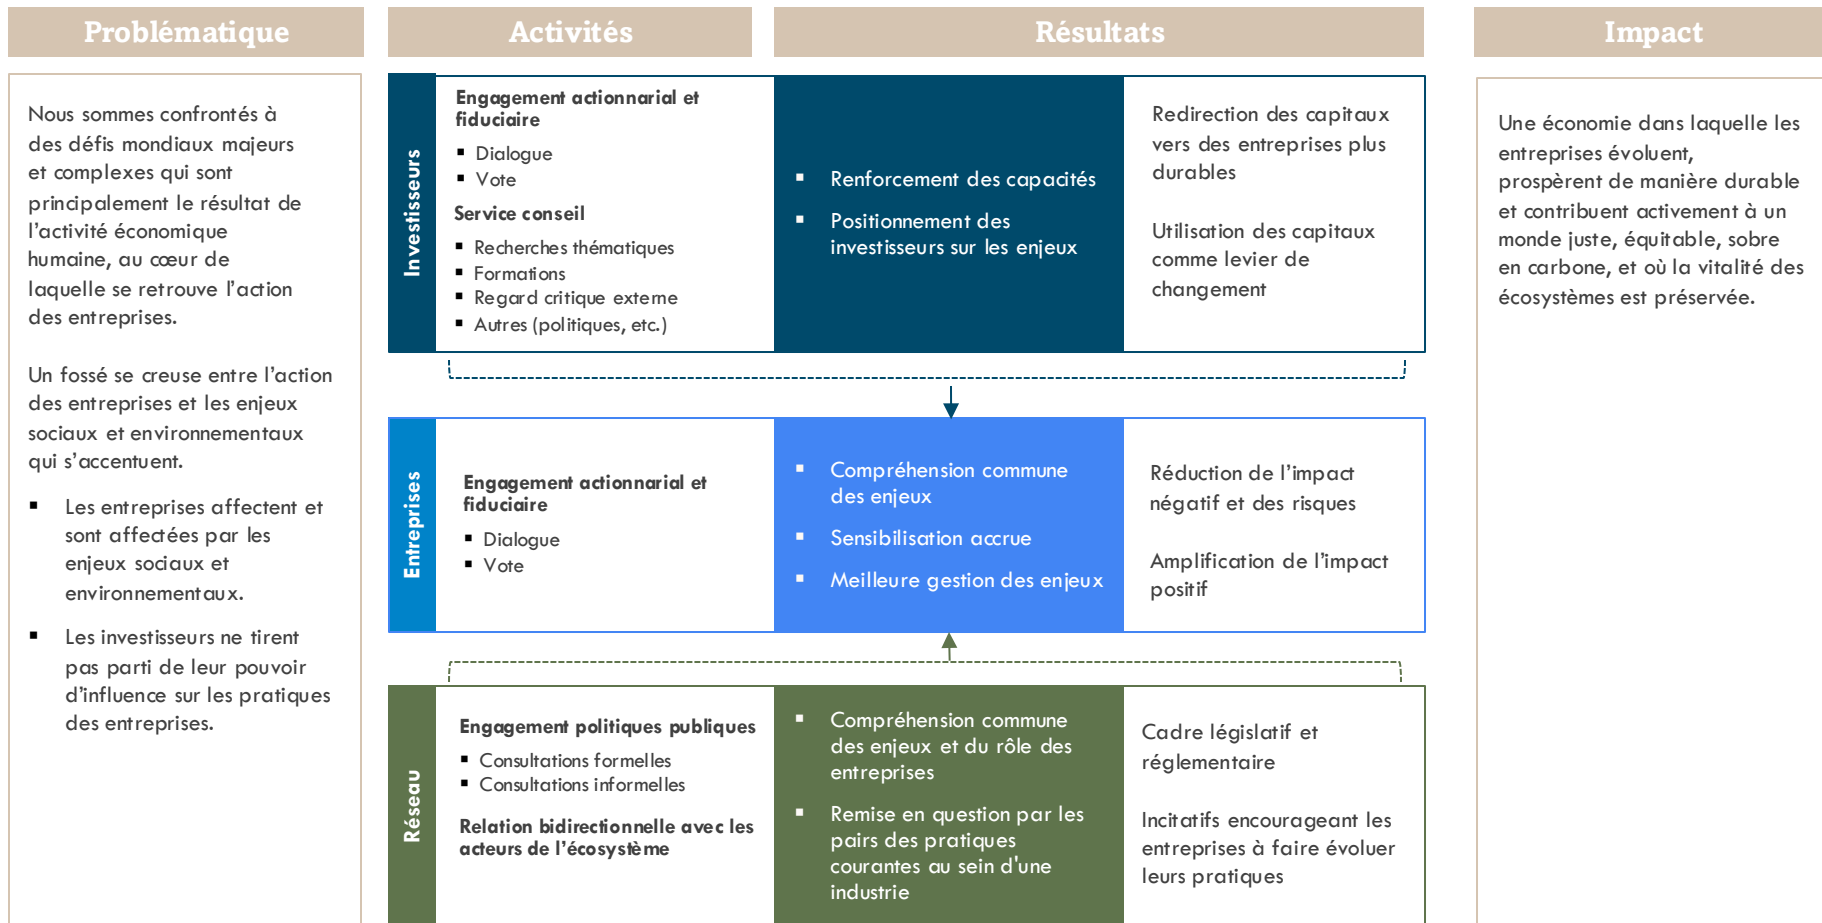 Problématique
Nous sommes confrontés à
des défis mondiaux majeurs
et complexes qui sont
principalement le résultat de
l’activité économique
humaine, au cœur de
laquelle se retrouve l’action
des entreprises.
Un fossé se creuse entre l’action
des entreprises et les enjeux
sociaux et environnementaux
qui s’accentuent.
▪ Les entreprises affectent et
sont affectées par les
enjeux sociaux et
environnementaux.
▪ Les investisseurs ne tirent
pas parti de leur pouvoir
d’influence sur les pratiques
des entreprises.
Activités
Résultats
Investisseurs
Engagement actionnarial et
fiduciaire
▪ Dialogue
▪ Vote
Service conseil
▪ Recherches thématiques
▪ Formations
▪ Regard critique externe
▪ Autres (politiques, etc.)
▪ Renforcement des capacités
▪ Positionnement des
investisseurs sur les enjeux
Redirection des capitaux
vers des entreprises plus
durables
Utilisation des capitaux
comme levier de
changement
Entreprises
Engagement actionnarial et
fiduciaire
▪ Dialogue
▪ Vote
▪ Compréhension commune
des enjeux
▪ Sensibilisation accrue
▪ Meilleure gestion des enjeux
Réduction de l’impact
négatif et des risques
Amplification de l’impact
positif
Réseau
Engagement politiques publiques
▪ Consultations formelles
▪ Consultations informelles
Relation bidirectionnelle avec les
acteurs de l’écosystème
▪ Compréhension commune
des enjeux et du rôle des
entreprises
▪ Remise en question par les
pairs des pratiques
courantes au sein d'une
industrie
Cadre législatif et
réglementaire
Incitatifs encourageant les
entreprises à faire évoluer
leurs pratiques
Impact
Une économie dans laquelle les
entreprises évoluent,
prospèrent de manière durable
et contribuent activement à un
monde juste, équitable, sobre
en carbone, et où la vitalité des
écosystèmes est préservée.